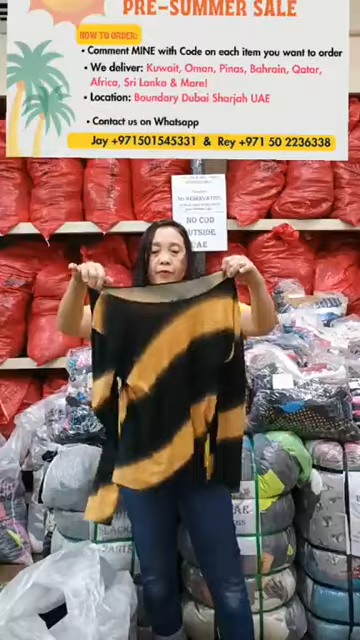 PRE-SUMMER SALE
HOW TO ORDER:
• Comment MINE with Code on each item you want to order
• We deliver: Kuwait, Oman, Pinas, Bahrain, Qatar,
Africa, Sri Lanka & More!
• Location: Boundary Dubai Sharjah UAE
• Contact us on Whatsapp
Jay +971501545331 & Rey +971 50 2236338
NO COD
OUTSIDE
UAE